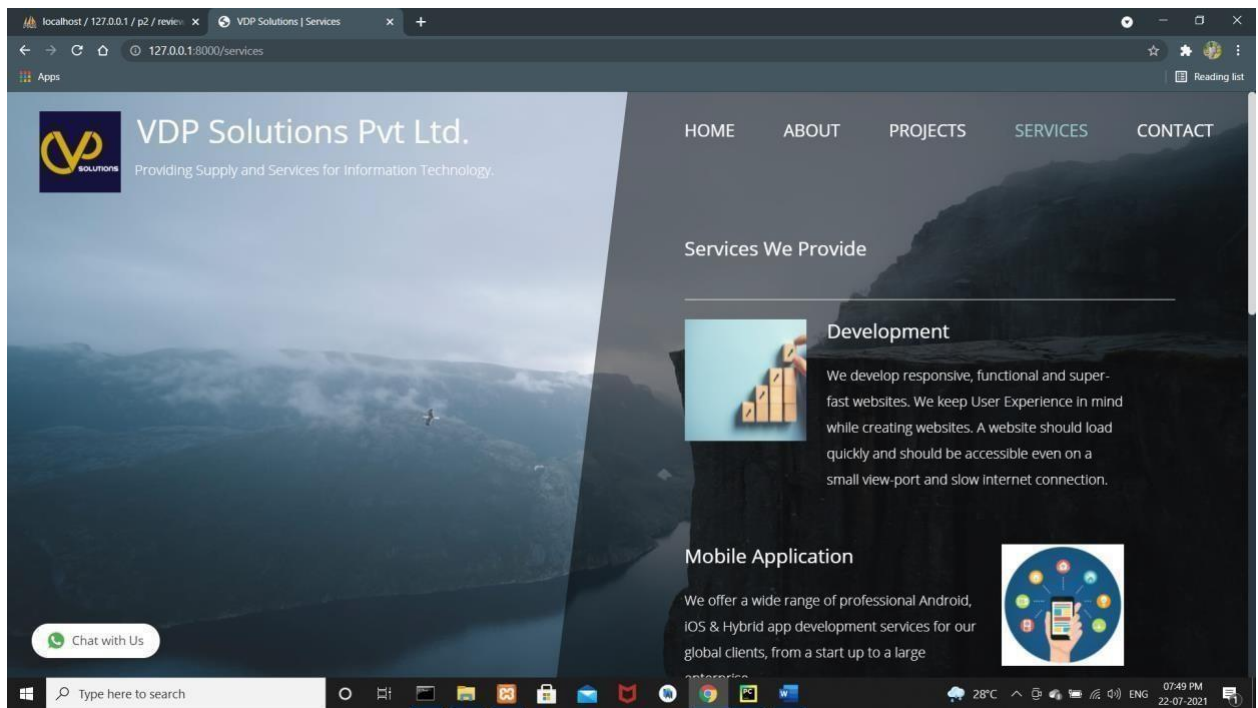 localhost / 127.0.0.1 / p2 / review
VDP Solutions | Services
127.0.0.1:8000/services
Apps
Reading list
VP
SOLUTIONS
VDP Solutions Pvt Ltd.
Providing Supply and Services for Information Technology.
HOME ABOUT PROJECTS SERVICES CONTACT
Services We Provide
Development
We develop responsive, functional and super-
fast websites. We keep User Experience in mind
while creating websites. A website should load
quickly and should be accessible even on a
small view-port and slow internet connection.
Mobile Application
We offer a wide range of professional Android,
iOS & Hybrid app development services for our
global clients, from a start up to a large
enterprise
Chat with Us
Type here to search
28°C
ENG
07:49 PM
22-07-2021